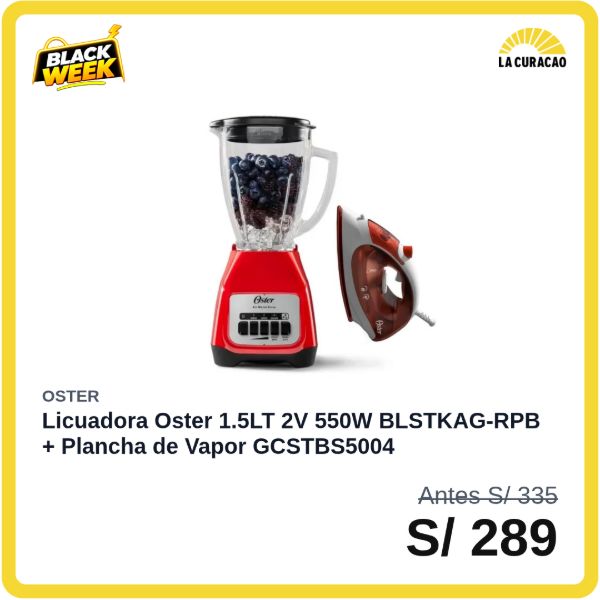 BLACK
WEEK
LA CURACAO
Oster
OSTER
Licuadora Oster 1.5LT 2V 550W BLSTKAG-RPB
+ Plancha de Vapor GCSTBS5004
Antes S/ 335
S/ 289